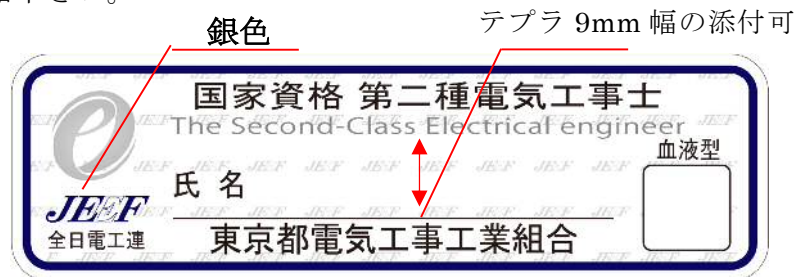 銀色
テプラ 9mm 幅の添付可
国家資格 第二種電気工事士
The Second-Class Electrical engineer
血液型
氏 名
JEEF
全日電工連
東京都電気工事工業組合